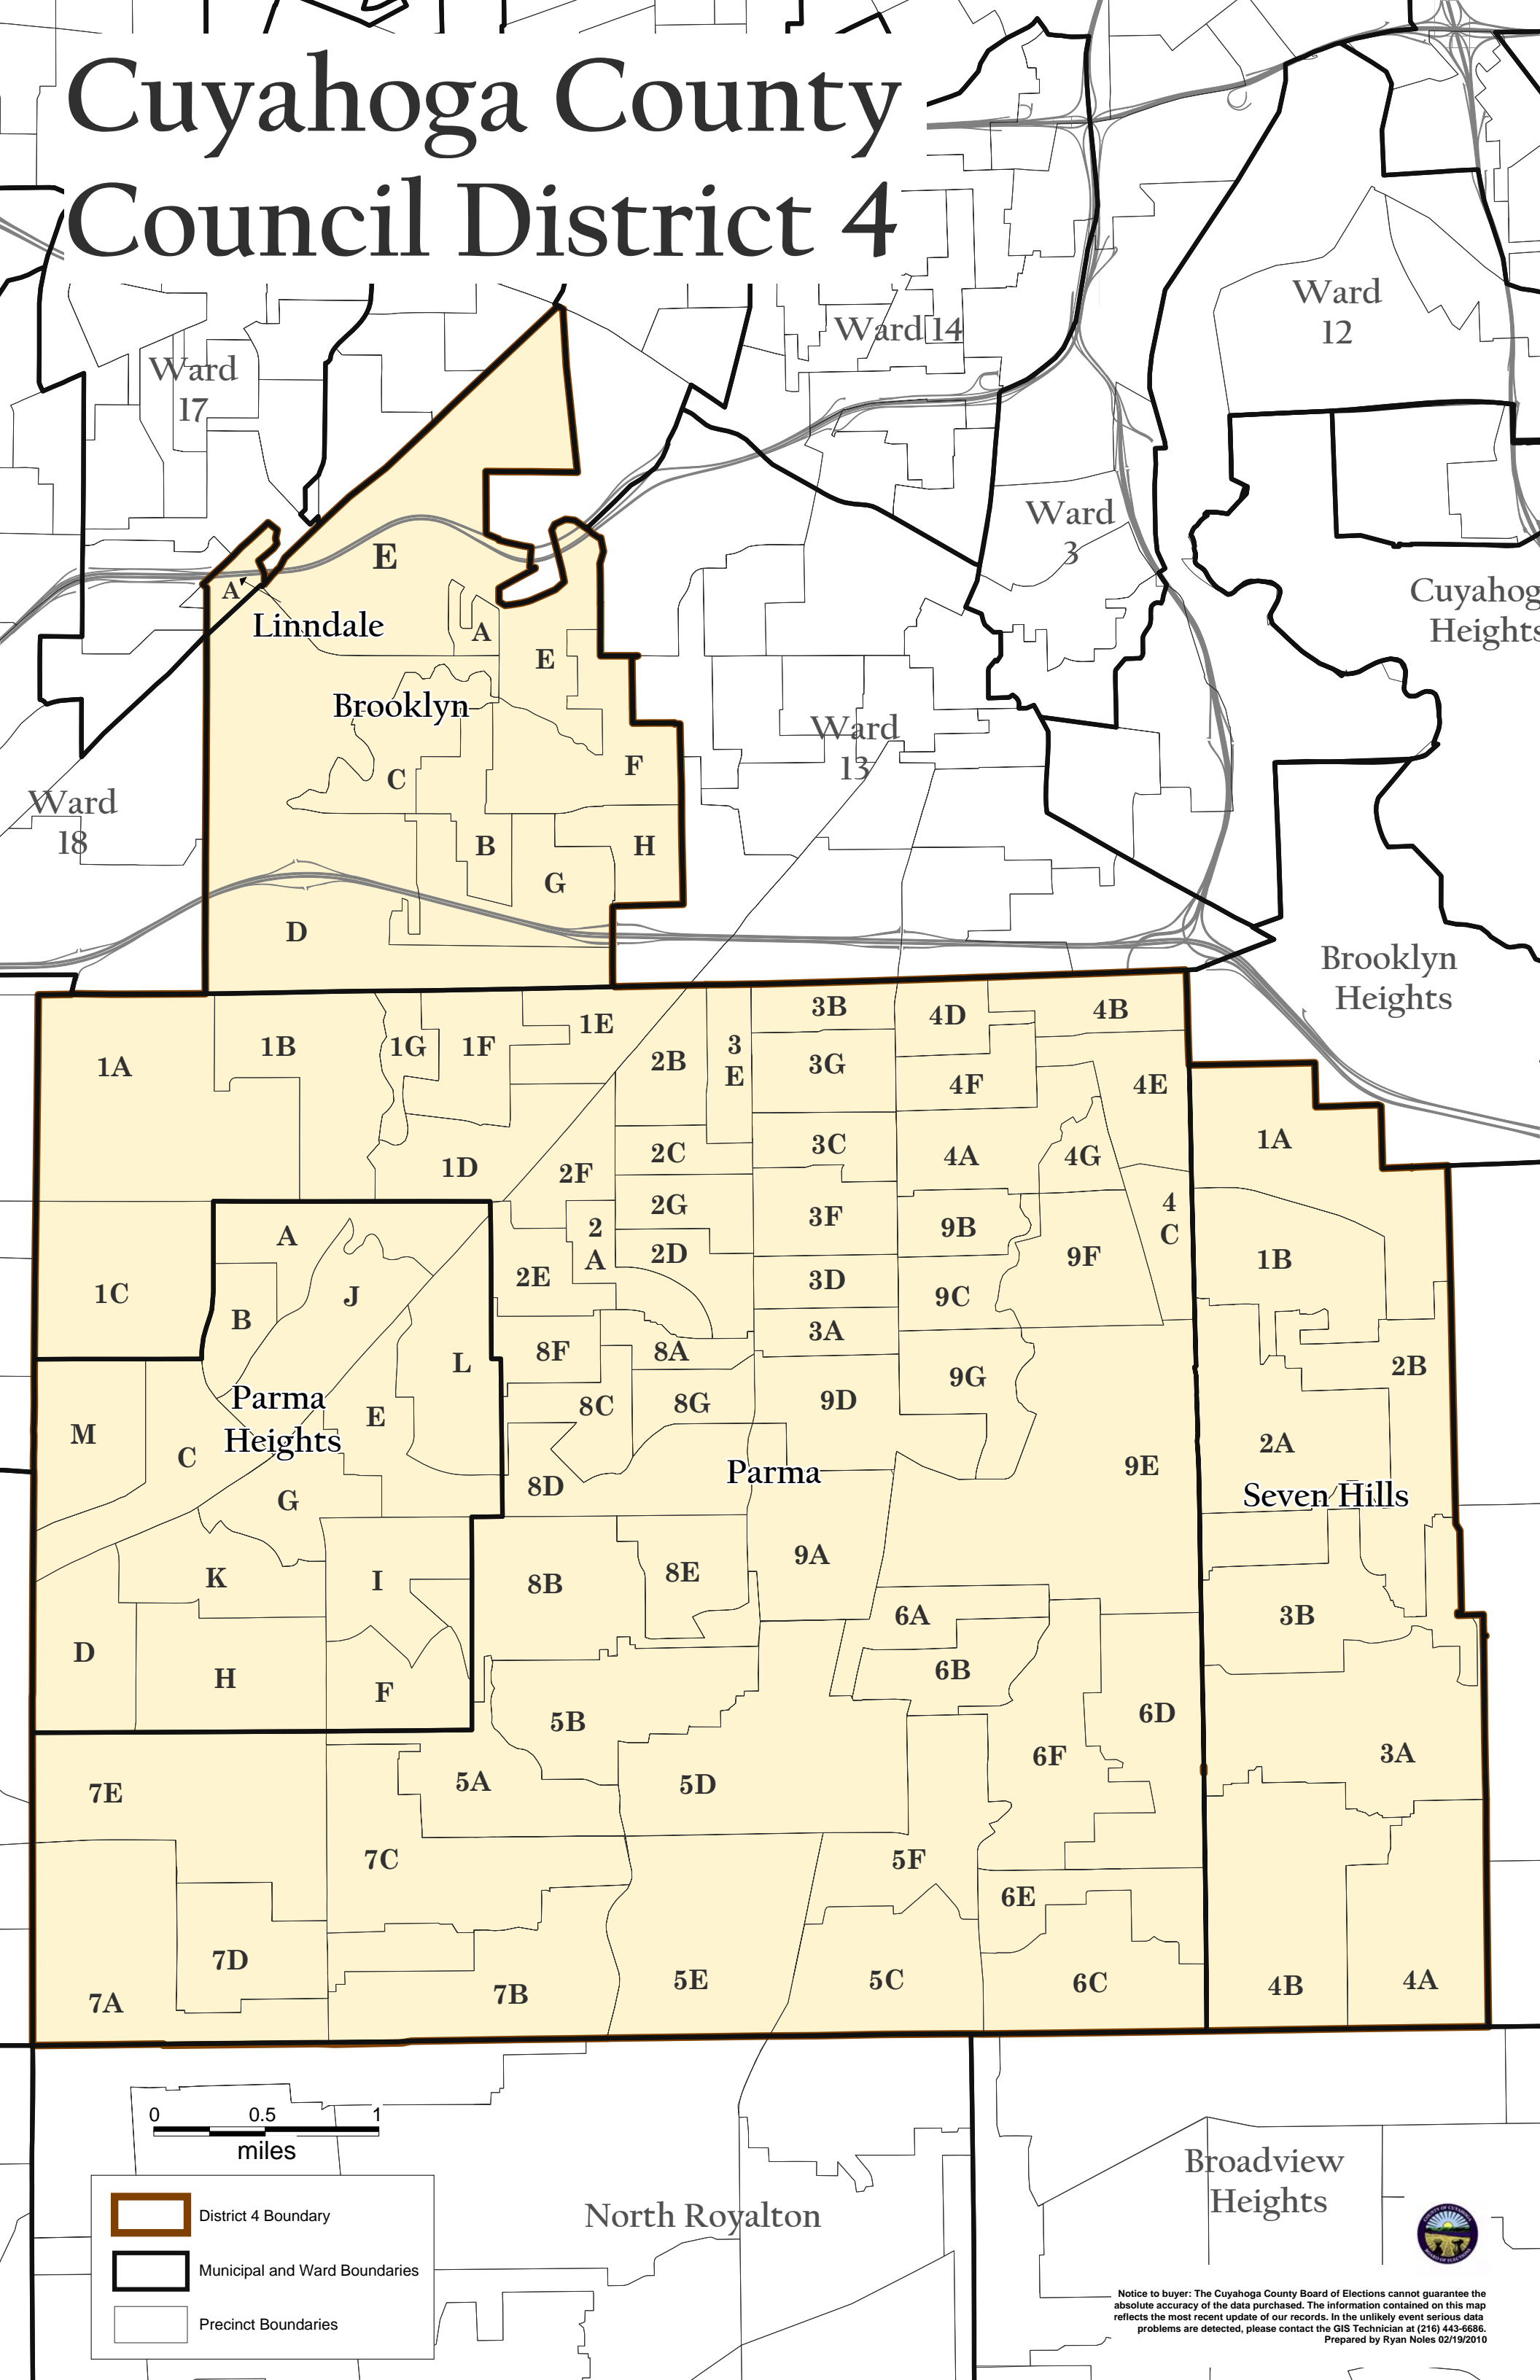 Cuyahoga County
Council District 4
Ward
17
Ward 14
Ward
12
Ward
3
Cuyahog
Heights
E
A
Linndale
A
E
Brooklyn
Ward
13
C
F
Ward
18
B
H
G
D
Brooklyn
Heights
1A
1B
1G
1F
1E
2B
3
E
3B
4D
4B
3G
4F
4E
1D
2F
2C
3C
4A
4G
1A
2G
3F
9B
4
C
A
2
A
2D
9F
1B
1C
J
B
2E
3D
9C
8F
8A
3A
L
9G
2B
Parma
Heights
E
8C
8G
9D
M
C
G
8D
Parma
9E
2A
Seven Hills
K
I
8B
8E
9A
6A
3B
D
H
F
6B
5B
6D
6F
3A
7E
5A
5D
7C
5F
6E
7D
7A
7B
5E
5C
6C
4B
4A
0 0.5 1
miles
District 4 Boundary
Municipal and Ward Boundaries
Precinct Boundaries
North Royalton
Broadview
Heights
Notice to buyer: The Cuyahoga County Board of Elections cannot guarantee the
absolute accuracy of the data purchased. The information contained on this map
reflects the most recent update of our records. In the unlikely event serious data
problems are detected, please contact the GIS Technician at (216) 443-6686.
Prepared by Ryan Noles 02/19/2010